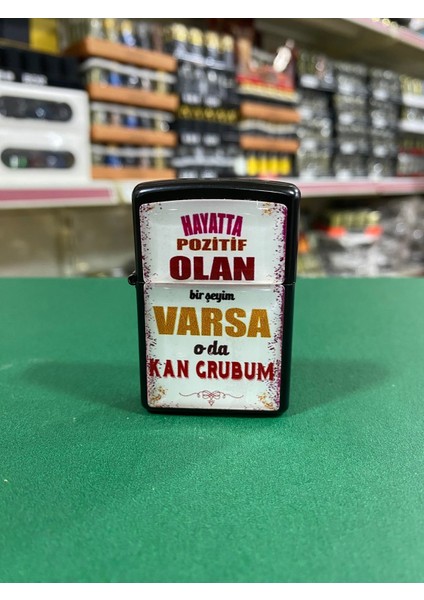 HAYATTA
POZİTİF
OLAN
bir şeyim
VARSA
o da
KAN GRUBUM